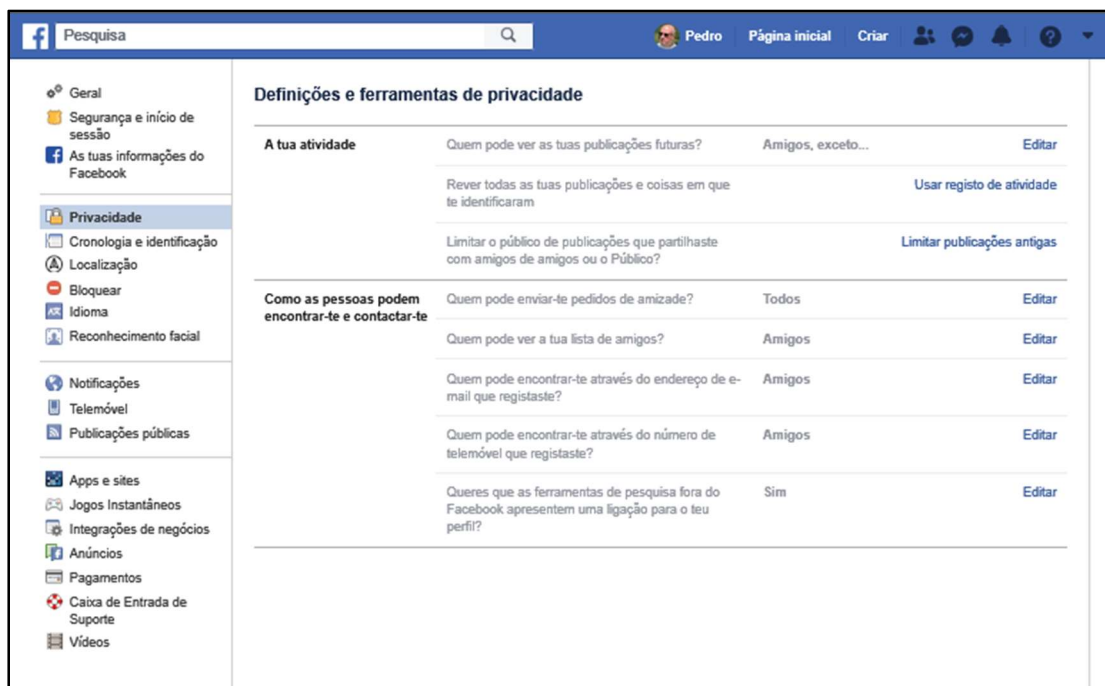 Pesquisa
Pedro
Página inicial
Criar
Geral
Segurança e início de
sessão
As tuas informações do
Facebook
Privacidade
Cronologia e identificação
Localização
Bloquear
Idioma
Reconhecimento facial
Notificações
Telemóvel
Publicações públicas
Apps e sites
Jogos Instantâneos
Integrações de negócios
Anúncios
Pagamentos
Caixa de Entrada de
Suporte
Vídeos
Definições e ferramentas de privacidade
A tua atividade
Quem pode ver as tuas publicações futuras? Amigos, exceto... Editar
Rever todas as tuas publicações e coisas em que
te identificaram
Usar registo de atividade
Limitar o público de publicações que partilhaste
com amigos de amigos ou o Público?
Limitar publicações antigas
Como as pessoas podem
encontrar-te e contactar-te
Quem pode enviar-te pedidos de amizade? Todos Editar
Quem pode ver a tua lista de amigos? Amigos Editar
Quem pode encontrar-te através do endereço de e-
mail que registaste?
Amigos Editar
Quem pode encontrar-te através do número de
telemóvel que registaste?
Amigos Editar
Queres que as ferramentas de pesquisa fora do
Facebook apresentem uma ligação para o teu
perfil?
Sim Editar